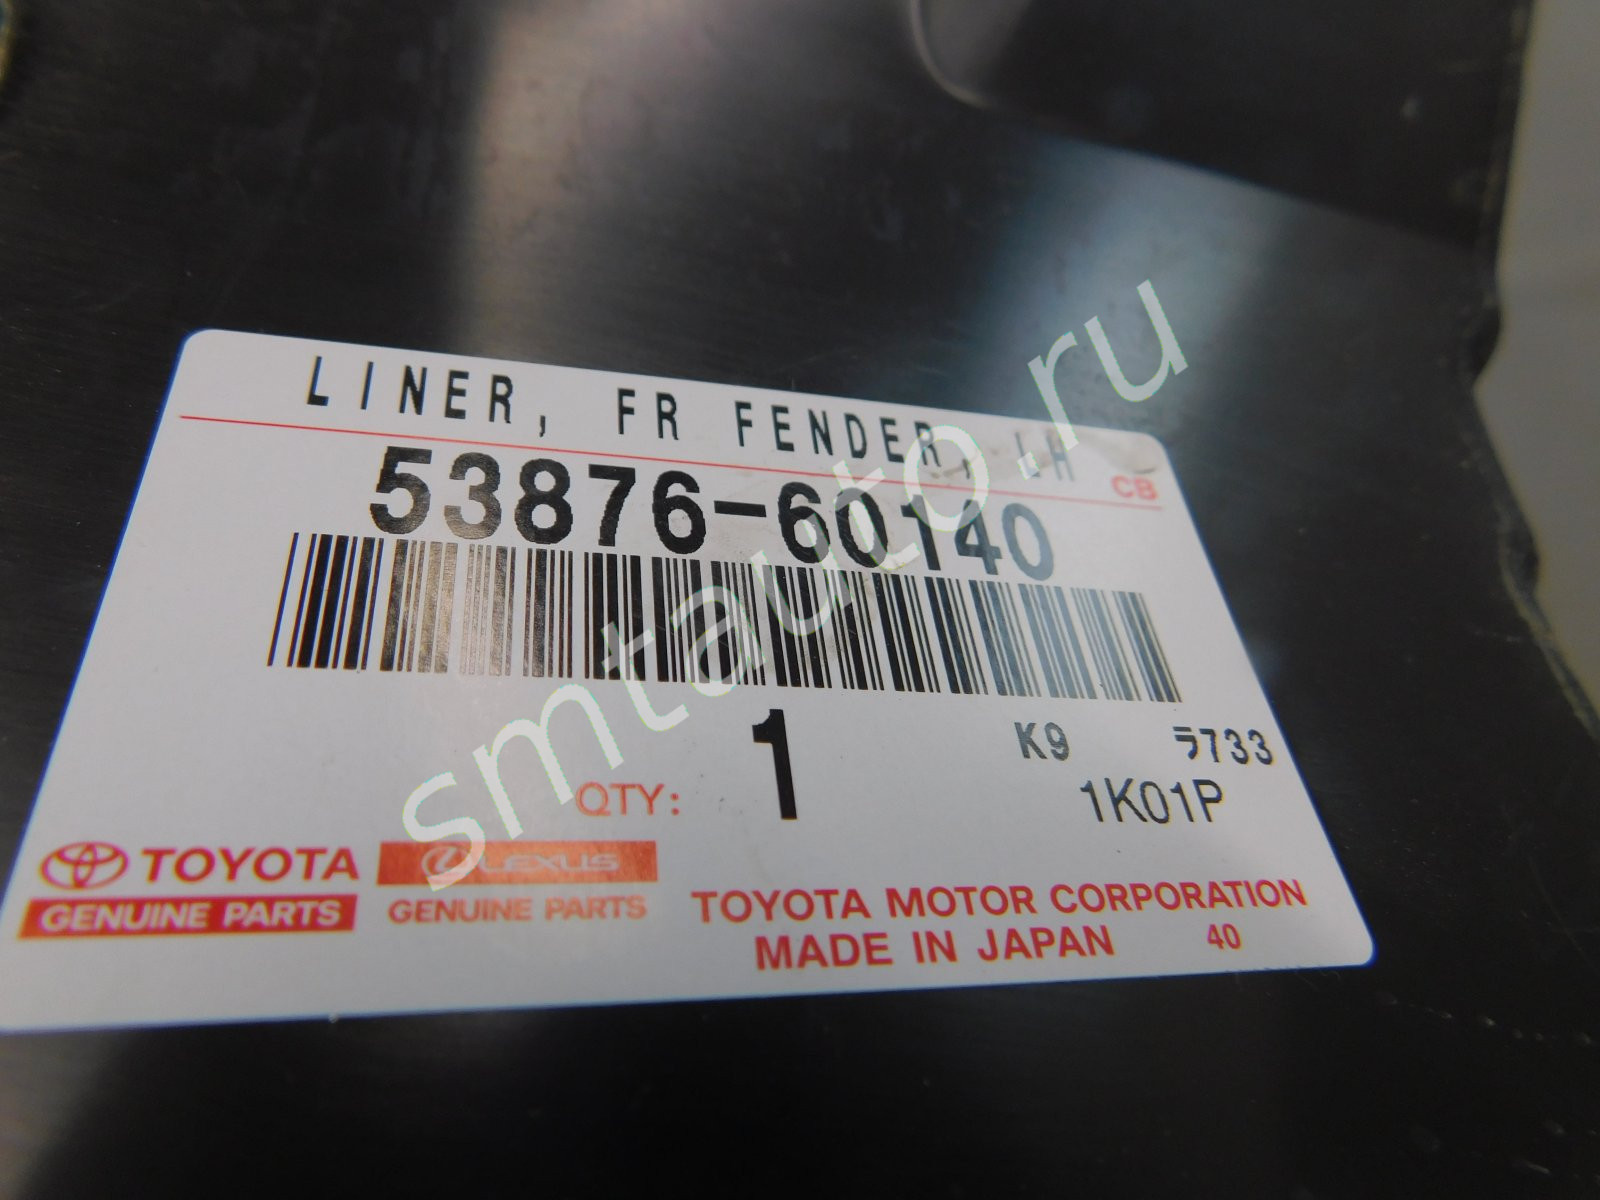 LINER, FR FENDER, LH
CB
53876-60140
QTY: 1
K9 ラ733
1K01P
TOYOTA
GENUINE PARTS
LEXUS
GENUINE PARTS
TOYOTA MOTOR CORPORATION
MADE IN JAPAN 40
smtauto.ru